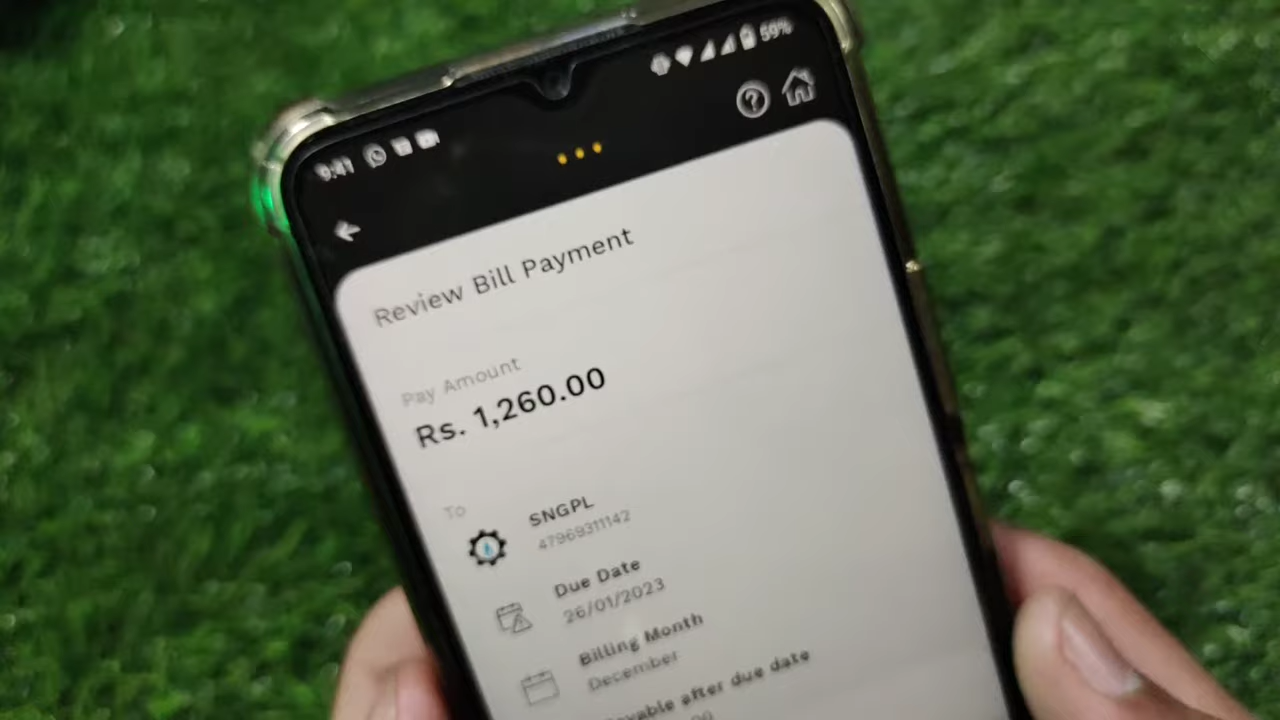 9:41
59%
Review Bill Payment
Pay Amount
Rs. 1,260.00
To
SNGPL
47969311142
Due Date
26/01/2023
Billing Month
December
Payable after due date